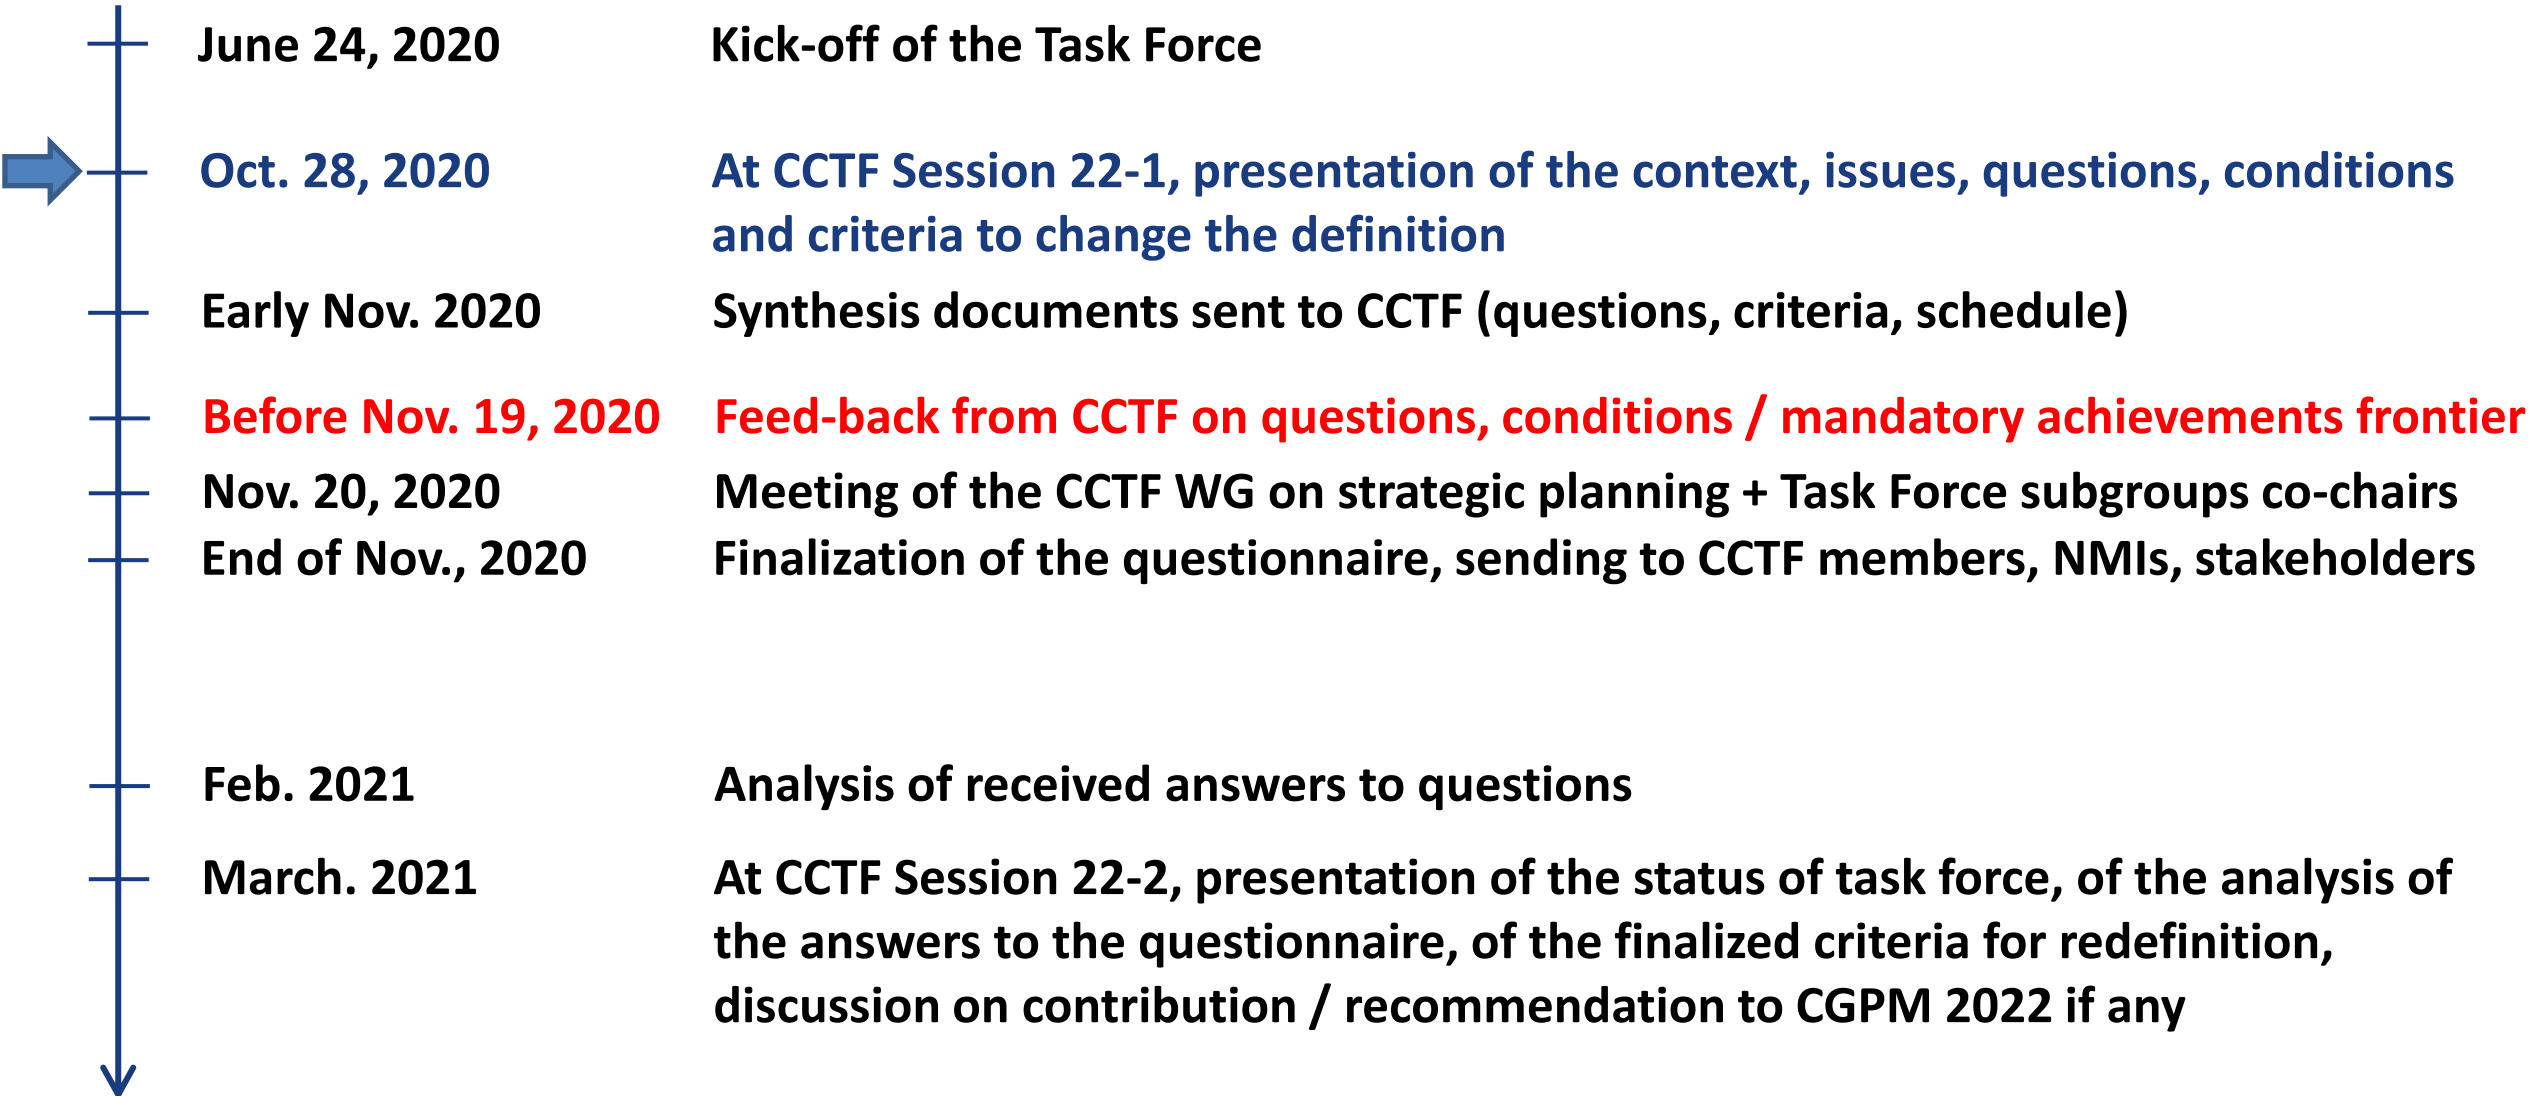 June 24, 2020 Kick-off of the Task Force
Oct. 28, 2020 At CCTF Session 22-1, presentation of the context, issues, questions, conditions
and criteria to change the definition
Early Nov. 2020 Synthesis documents sent to CCTF (questions, criteria, schedule)
Before Nov. 19, 2020 Feed-back from CCTF on questions, conditions / mandatory achievements frontier
Nov. 20, 2020 Meeting of the CCTF WG on strategic planning + Task Force subgroups co-chairs
End of Nov., 2020 Finalization of the questionnaire, sending to CCTF members, NMIs, stakeholders
Feb. 2021 Analysis of received answers to questions
March. 2021 At CCTF Session 22-2, presentation of the status of task force, of the analysis of
the answers to the questionnaire, of the finalized criteria for redefinition,
discussion on contribution / recommendation to CGPM 2022 if any